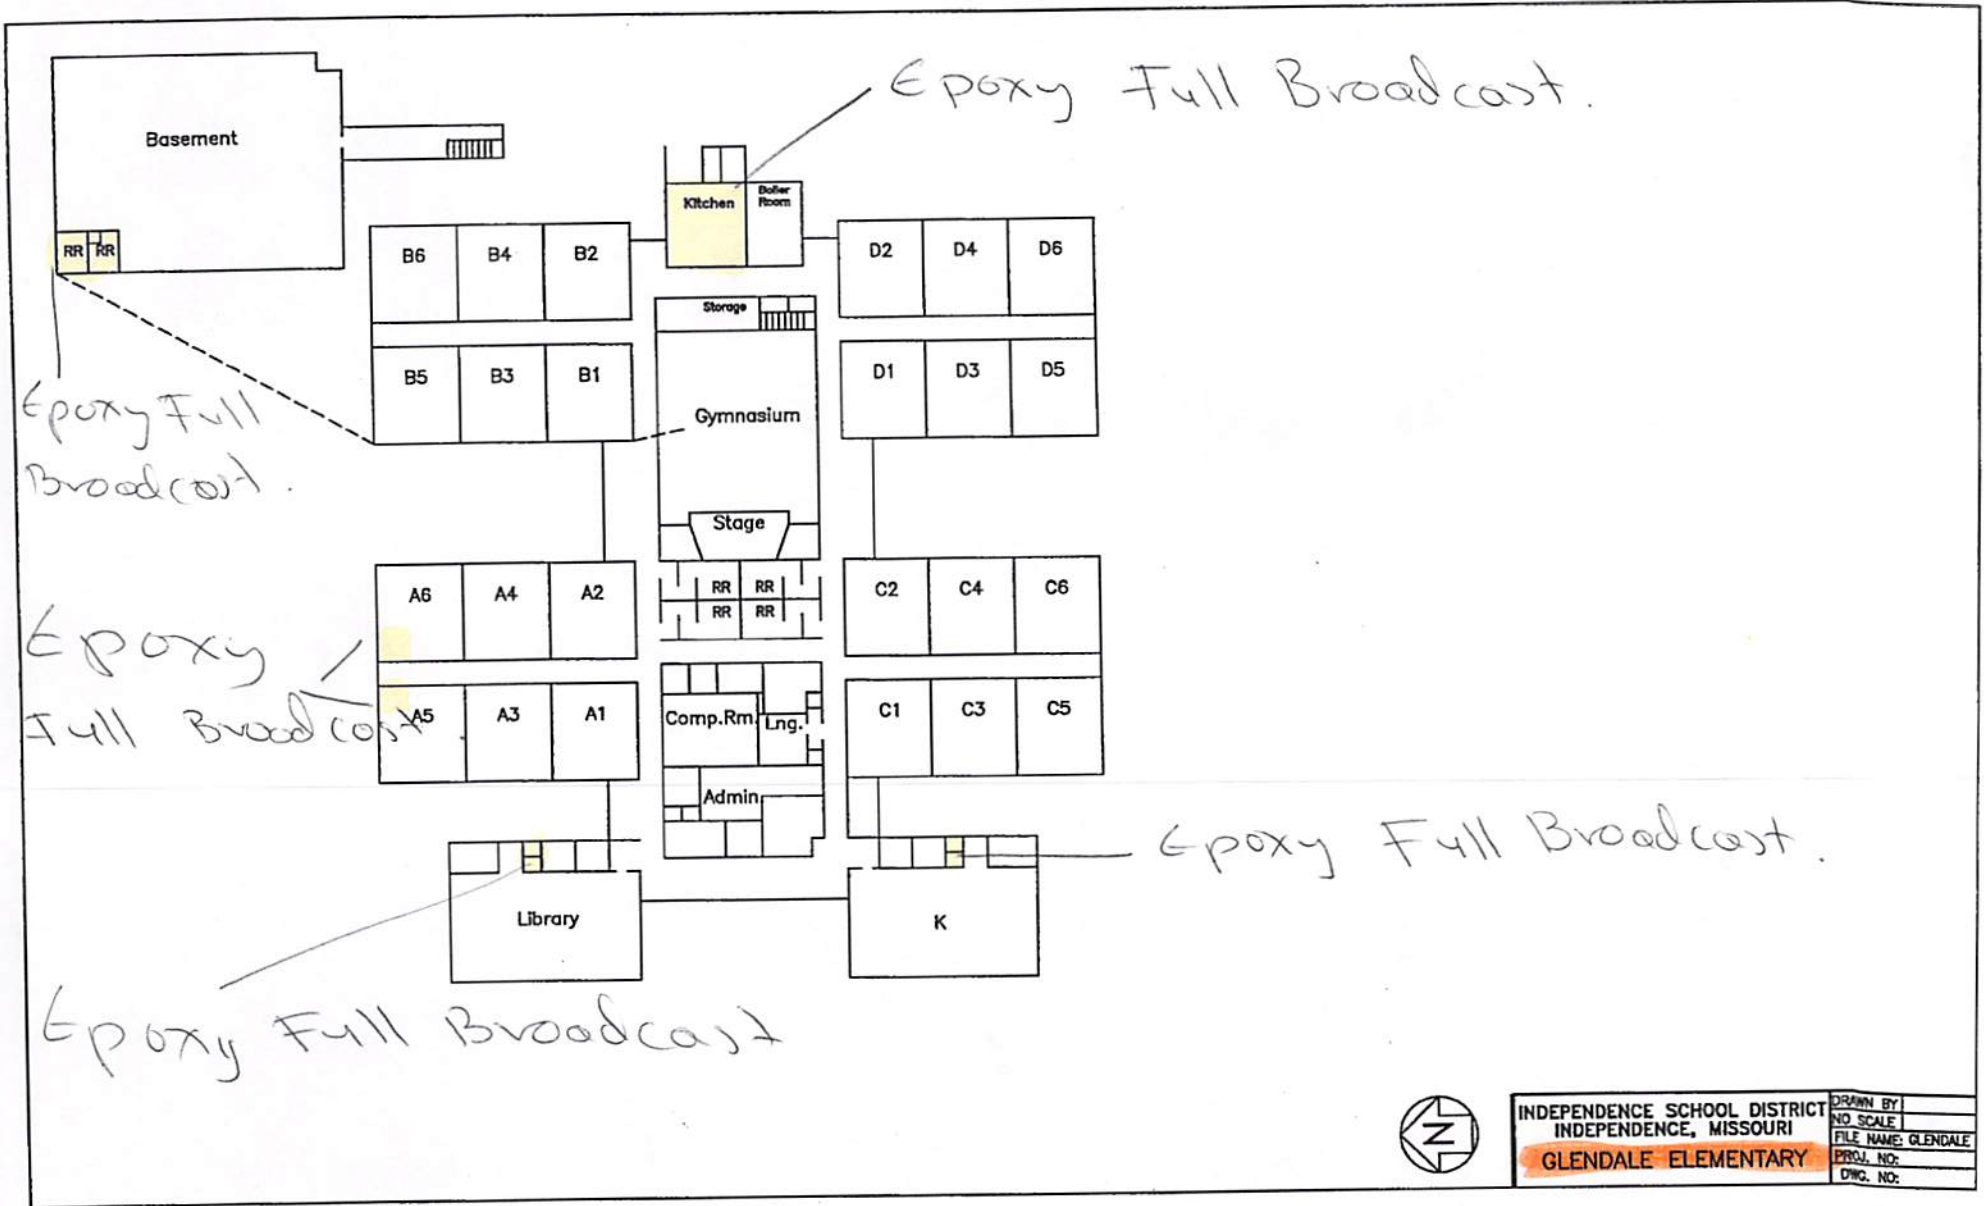 Epoxy Full Broadcast.
Basement
RR RR
Kitchen
Boiler
Room
B6 B4 B2
D2 D4 D6
Storage
B5 B3 B1
Gymnasium
D1 D3 D5
Epoxy Full
Broadcast.
Stage
A6 A4 A2
RR RR
RR RR
C2 C4 C6
Epoxy
Full Broadcast.
A5 A3 A1
Comp.Rm. Lng.
C1 C3 C5
Admin.
Epoxy Full Broadcast.
Library
K
Epoxy Full Broadcast
N
INDEPENDENCE SCHOOL DISTRICT
INDEPENDENCE, MISSOURI
GLENDALE ELEMENTARY
DRAWN BY
NO SCALE
FILE NAME: GLENDALE
PROJ. NO:
DWG. NO: